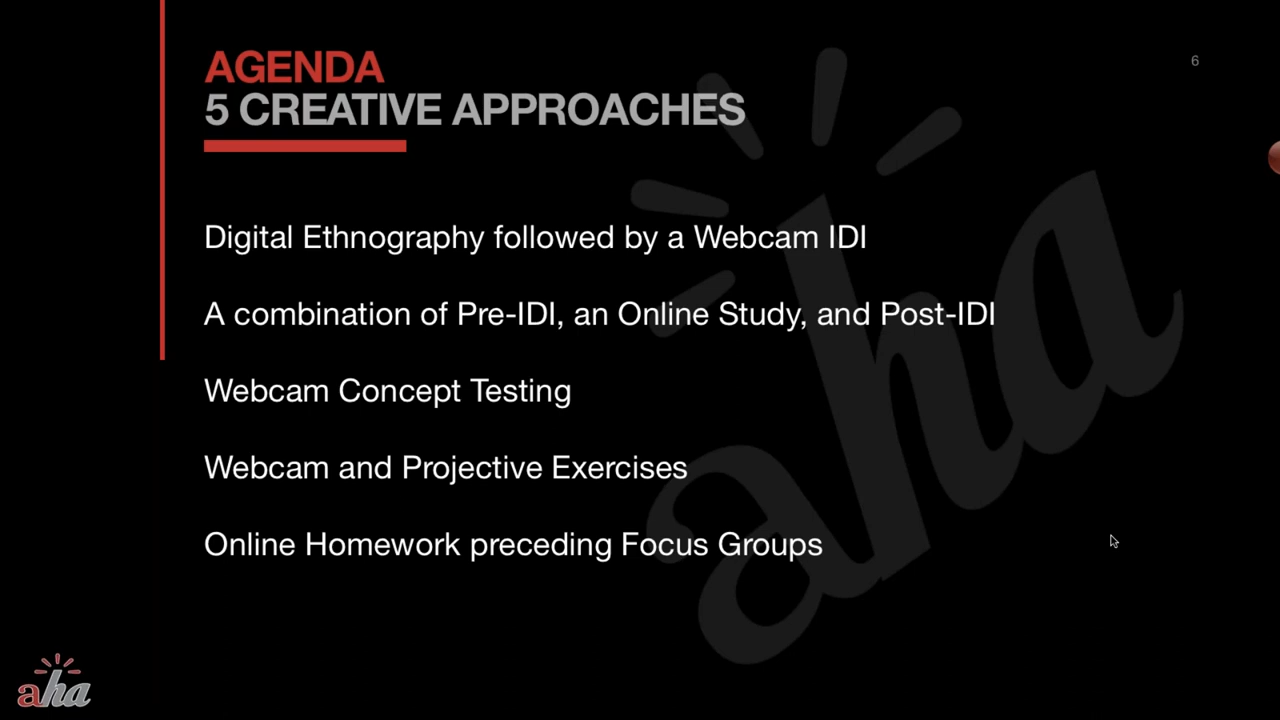 AGENDA
5 CREATIVE APPROACHES
6
Digital Ethnography followed by a Webcam IDI
A combination of Pre-IDI, an Online Study, and Post-IDI
Webcam Concept Testing
Webcam and Projective Exercises
Online Homework preceding Focus Groups
aha
aha